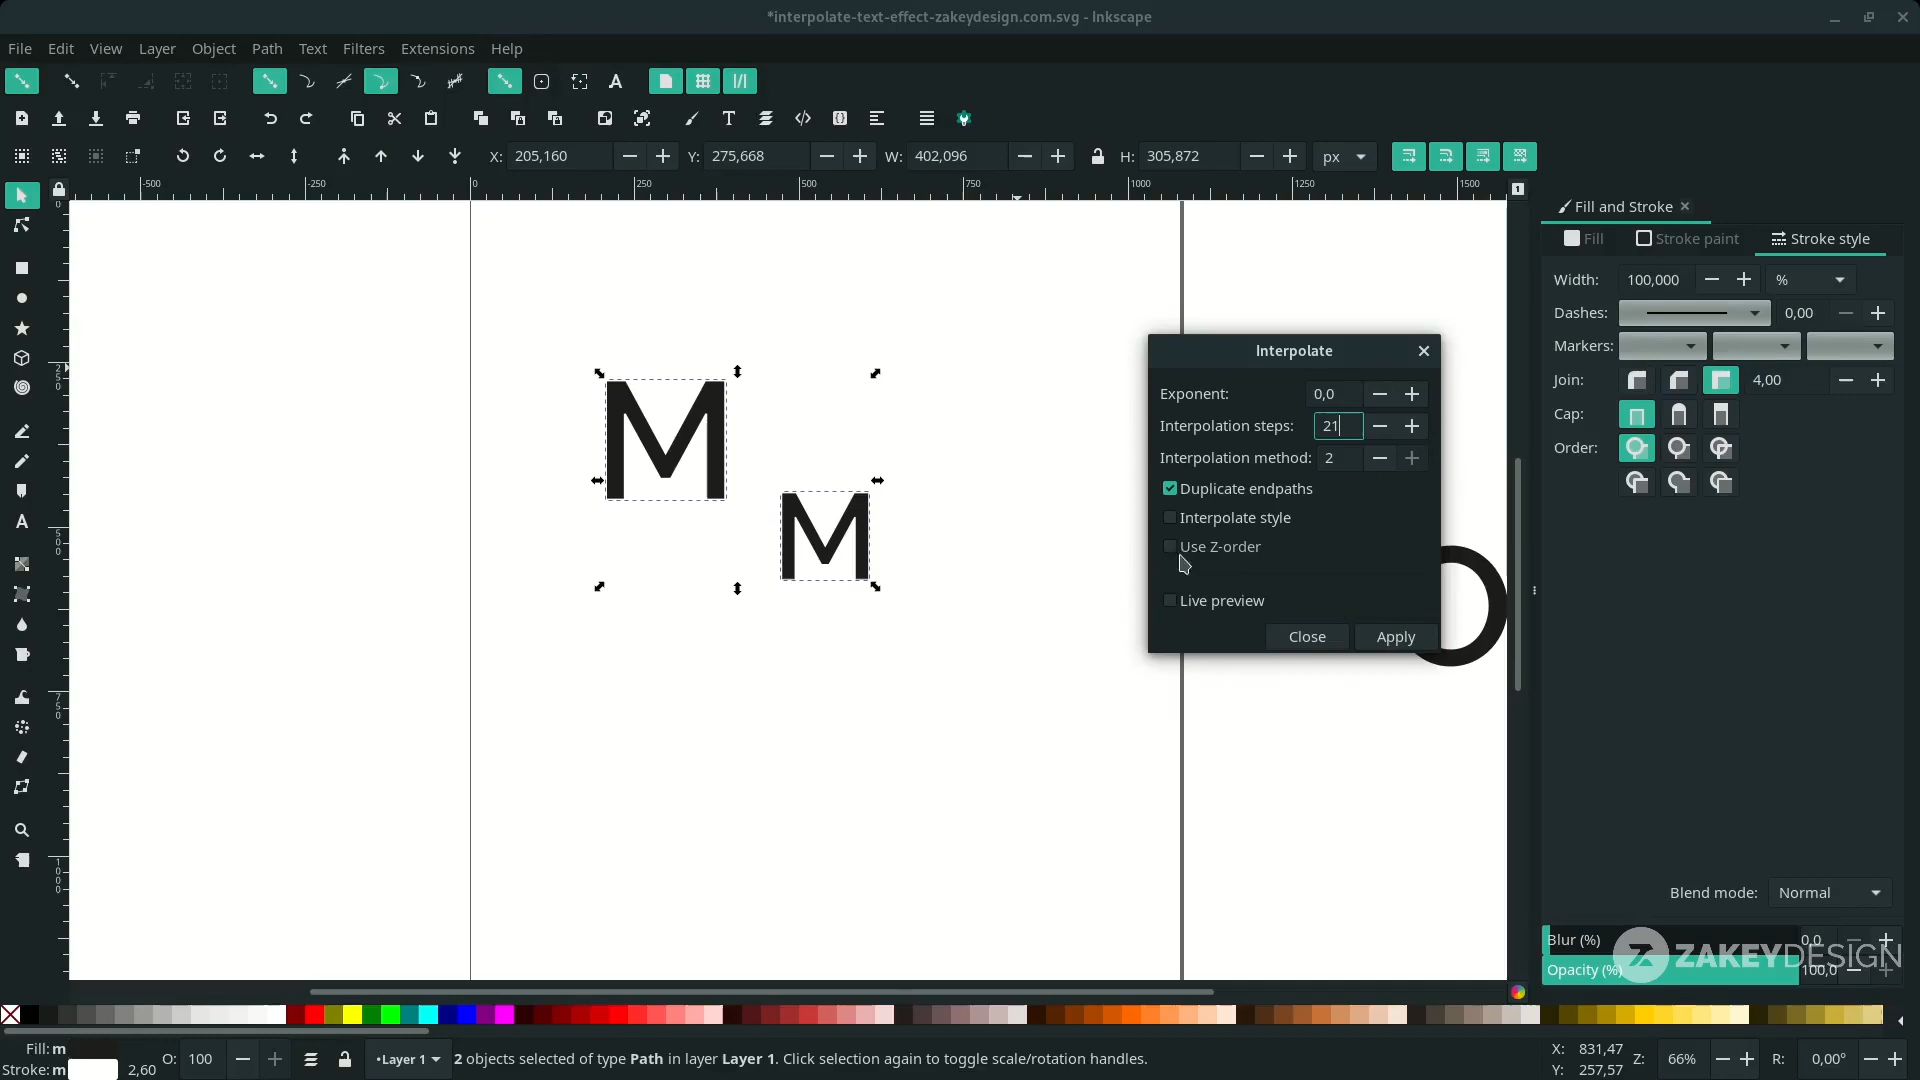 *interpolate-text-effect-zakeydesign.com.svg - Inkscape
File Edit View Layer Object Path Text Filters Extensions Help
X: 205,160 Y: 275,668 W: 402,096 H: 305,872 px
-500 -250 0 250 500 750 1000 1250 1500
0
250
500
750
1000
1
M
M
O
Interpolate
Exponent: 0,0
Interpolation steps: 21
Interpolation method: 2
Duplicate endpaths
Interpolate style
Use Z-order
Live preview
Close Apply
Fill and Stroke
Fill Stroke paint Stroke style
Width: 100,000 %
Dashes: 0,00
Markers:
Join: 4,00
Cap:
Order:
Blend mode: Normal
Blur (%) 0,0
Opacity (%) 100,0
ZAKEYDESIGN
Fill: m
Stroke: m 2,60
O: 100
•Layer 1
2 objects selected of type Path in layer Layer 1. Click selection again to toggle scale/rotation handles.
X: 831,47
Y: 257,57
Z: 66%
R: 0,00°